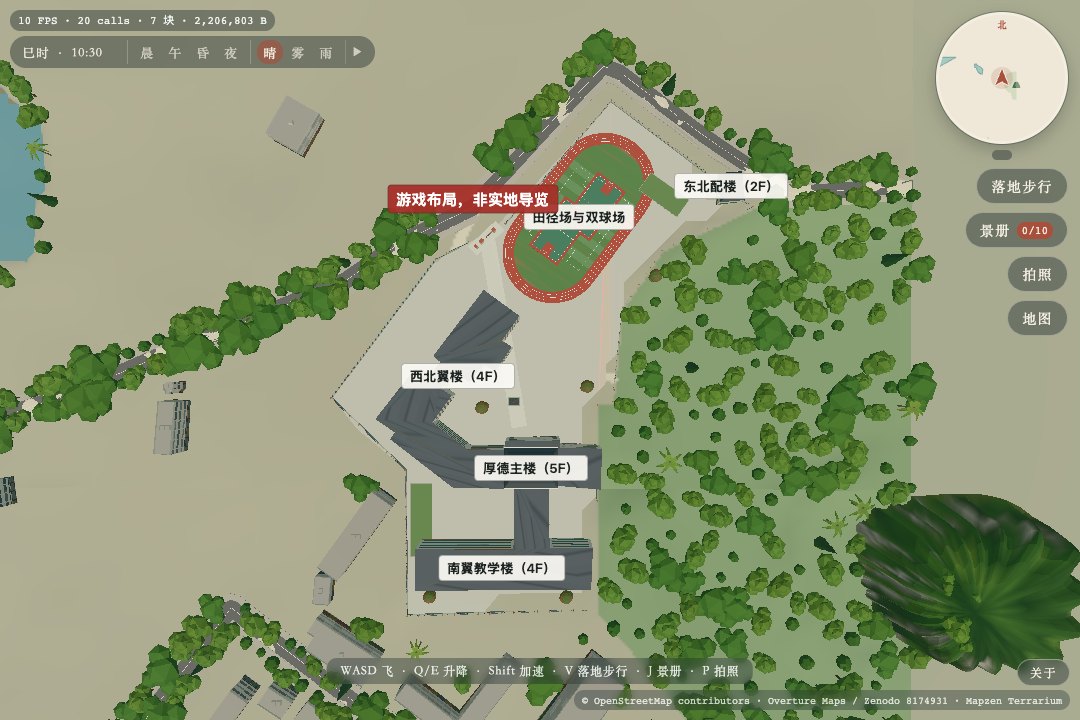 10 FPS · 20 calls · 7 块 · 2,206,803 B
巳时 · 10:30 晨 午 昏 夜 晴 雾 雨
北
落地步行
景册 0/10
拍照
地图
东北配楼（2F）
游戏布局，非实地导览
田径场与双球场
西北翼楼（4F）
厚德主楼（5F）
南翼教学楼（4F）
WASD 飞 · Q/E 升降 · Shift 加速 · V 落地步行 · J 景册 · P 拍照
关于
© OpenStreetMap contributors · Overture Maps / Zenodo 8174931 · Mapzen Terrarium